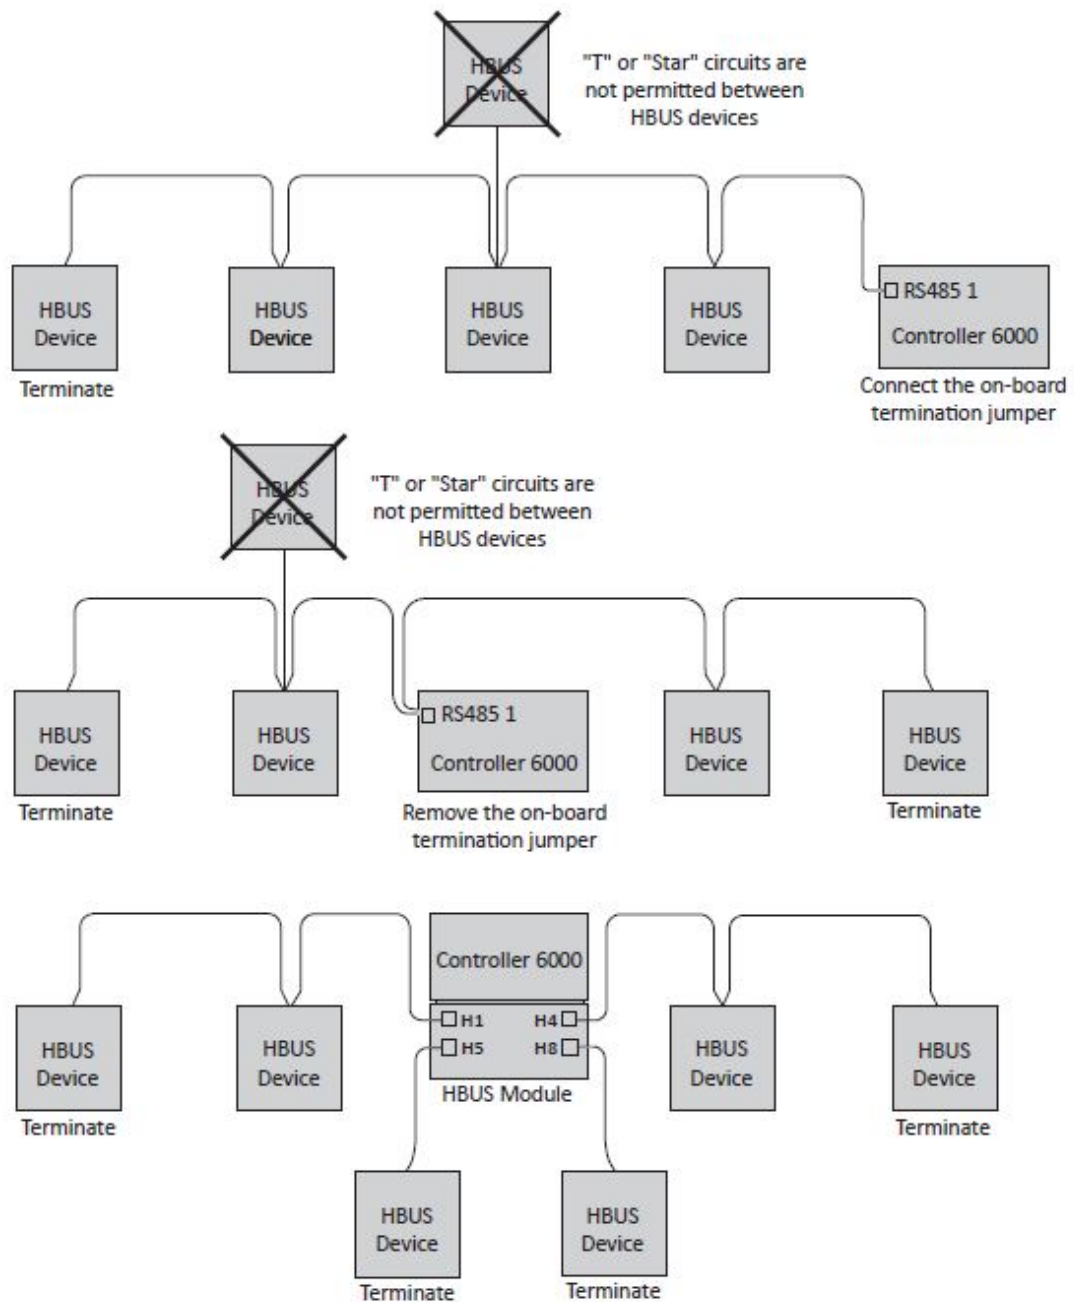 HBUS
Device
"T" or "Star" circuits are
not permitted between
HBUS devices
HBUS
Device
Terminate
HBUS
Device
HBUS
Device
HBUS
Device
RS485 1
Controller 6000
Connect the on-board
termination jumper
HBUS
Device
"T" or "Star" circuits are
not permitted between
HBUS devices
HBUS
Device
Terminate
HBUS
Device
RS485 1
Controller 6000
Remove the on-board
termination jumper
HBUS
Device
HBUS
Device
Terminate
Controller 6000
H1 H4
H5 H8
HBUS Module
HBUS
Device
Terminate
HBUS
Device
HBUS
Device
HBUS
Device
Terminate
HBUS
Device
Terminate
HBUS
Device
Terminate